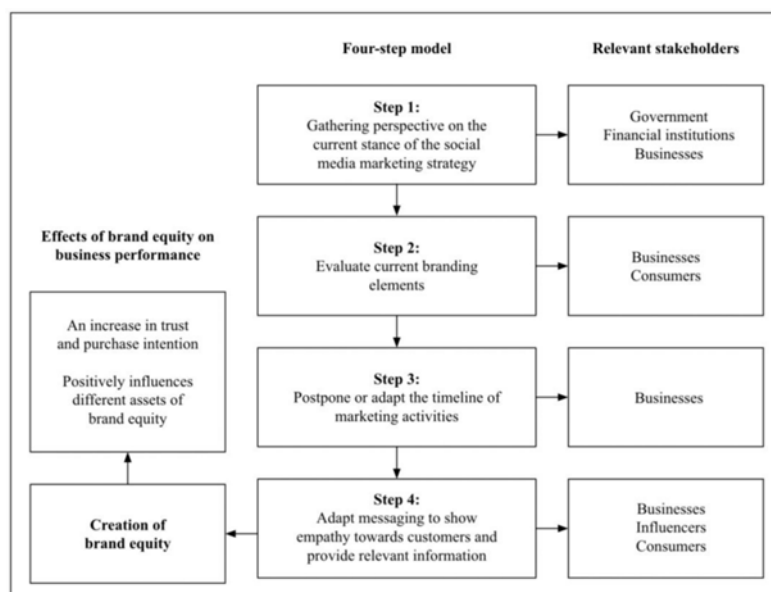 Four-step model
Relevant stakeholders
Step 1:
Gathering perspective on the
current stance of the social
media marketing strategy
Government
Financial institutions
Businesses
Effects of brand equity on
business performance
Step 2:
Evaluate current branding
elements
Businesses
Consumers
An increase in trust
and purchase intention
Positively influences
different assets of
brand equity
Step 3:
Postpone or adapt the timeline of
marketing activities
Businesses
Creation of
brand equity
Step 4:
Adapt messaging to show
empathy towards customers and
provide relevant information
Businesses
Influencers
Consumers